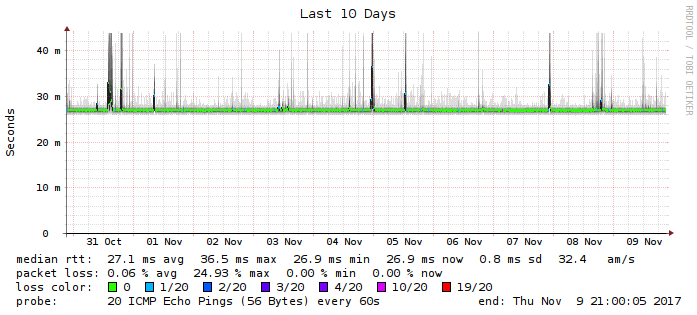 Last 10 Days
RRDTOOL / TOBI OETIKER
Seconds
40 m
30 m
20 m
10 m
0
31 Oct 01 Nov 02 Nov 03 Nov 04 Nov 05 Nov 06 Nov 07 Nov 08 Nov 09 Nov
median rtt: 27.1 ms avg 36.5 ms max 26.9 ms min 26.9 ms now 0.8 ms sd 32.4 am/s
packet loss: 0.06 % avg 24.93 % max 0.00 % min 0.00 % now
loss color: 0 1/20 2/20 3/20 4/20 10/20 19/20
probe: 20 ICMP Echo Pings (56 Bytes) every 60s end: Thu Nov 9 21:00:05 2017